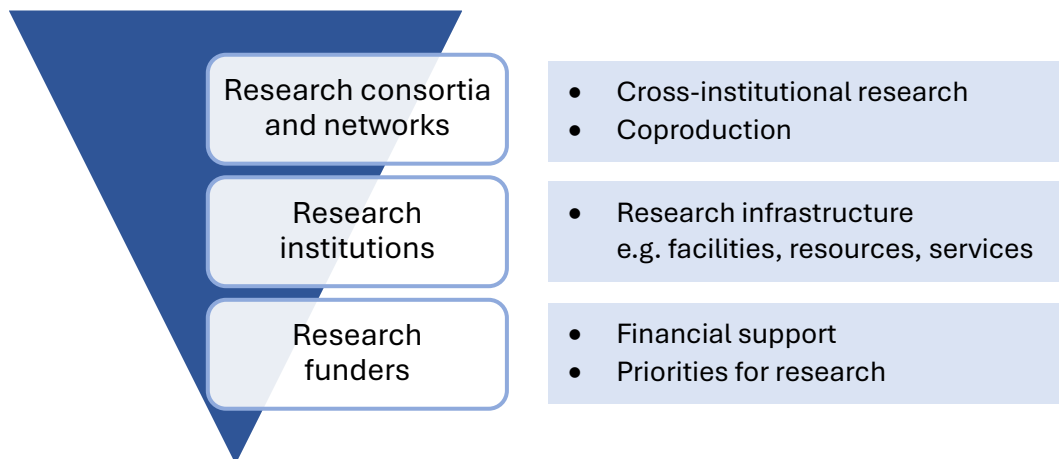 Research consortia
and networks
• Cross-institutional research
• Coproduction
Research
institutions
• Research infrastructure
e.g. facilities, resources, services
Research
funders
• Financial support
• Priorities for research